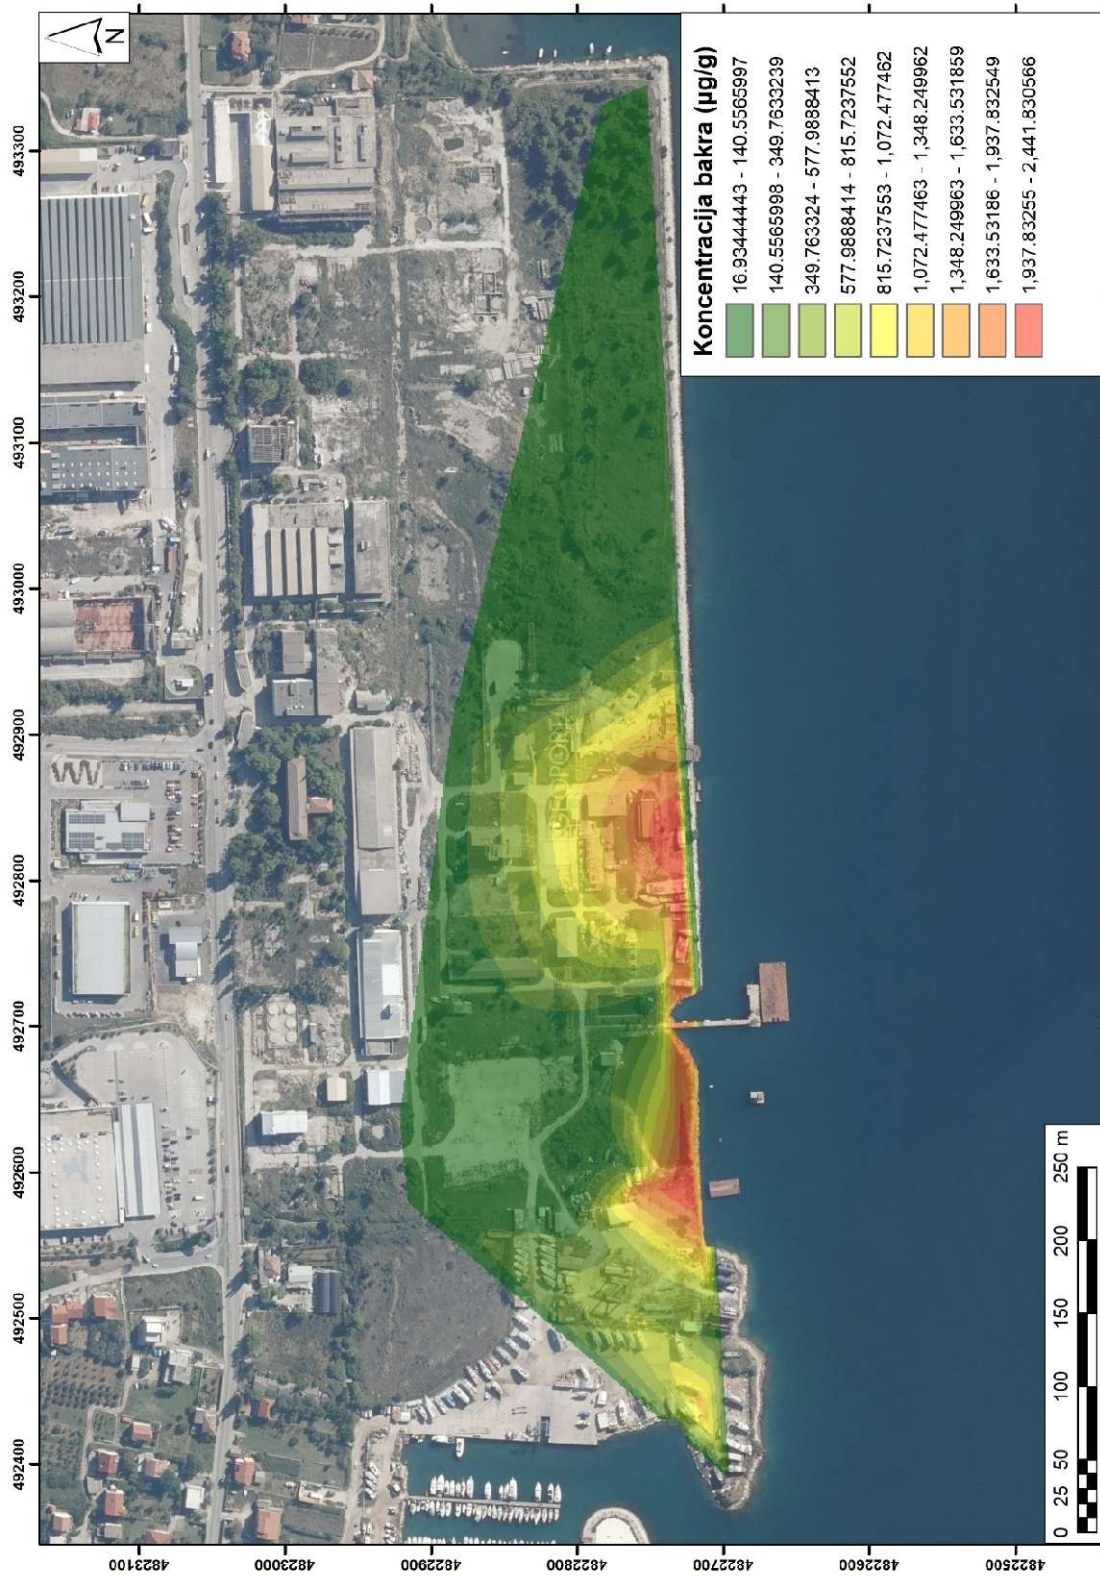 N
492400
492500
492600
492700
492800
492900
493000
493100
493200
493300
4823100
4823000
4822900
4822800
4822700
4822600
4822500
0 25 50 100 150 200 250 m
Koncentracija bakra (µg/g)
16.93444443 - 140.5565997
140.5565998 - 349.7633239
349.763324 - 577.9888413
577.9888414 - 815.7237552
815.7237553 - 1,072.477462
1,072.477463 - 1,348.249962
1,348.249963 - 1,633.531859
1,633.53186 - 1,937.832549
1,937.83255 - 2,441.830566